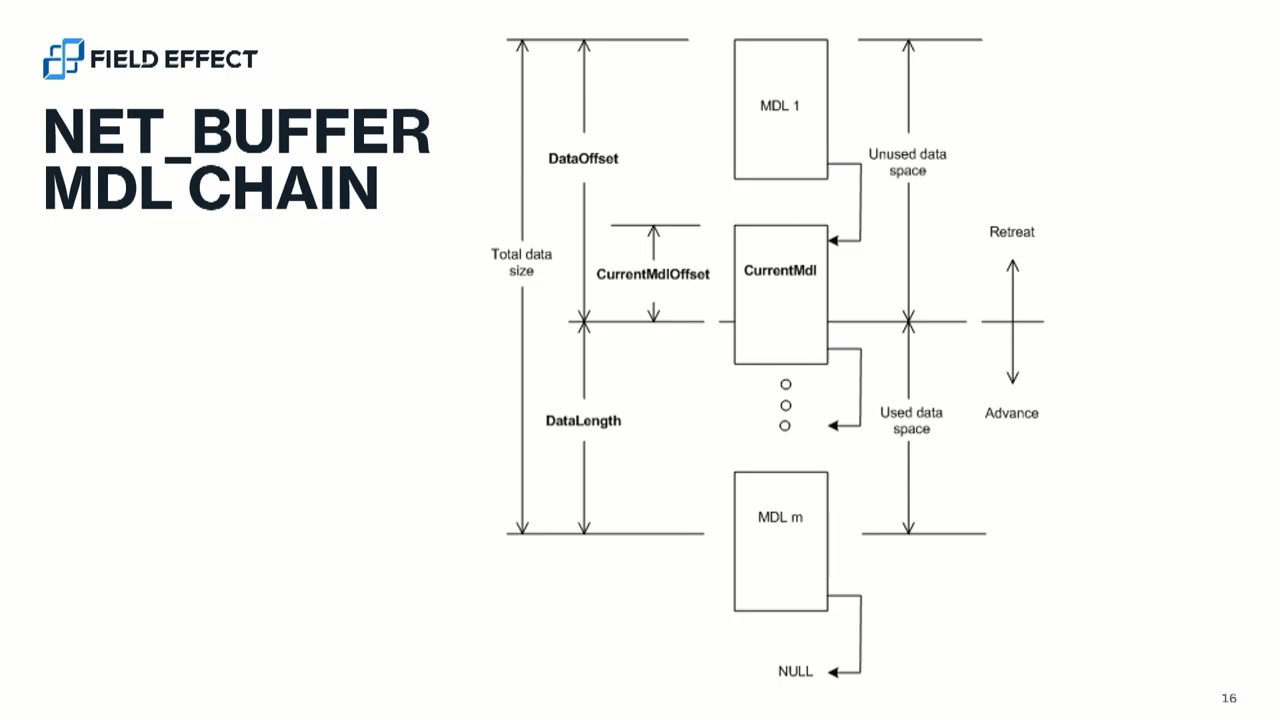 FIELD EFFECT
NET_BUFFER
MDL CHAIN
MDL 1
DataOffset
Unused data
space
Retreat
Total data
size
CurrentMdlOffset
CurrentMdl
DataLength
Used data
space
Advance
MDL m
NULL
16